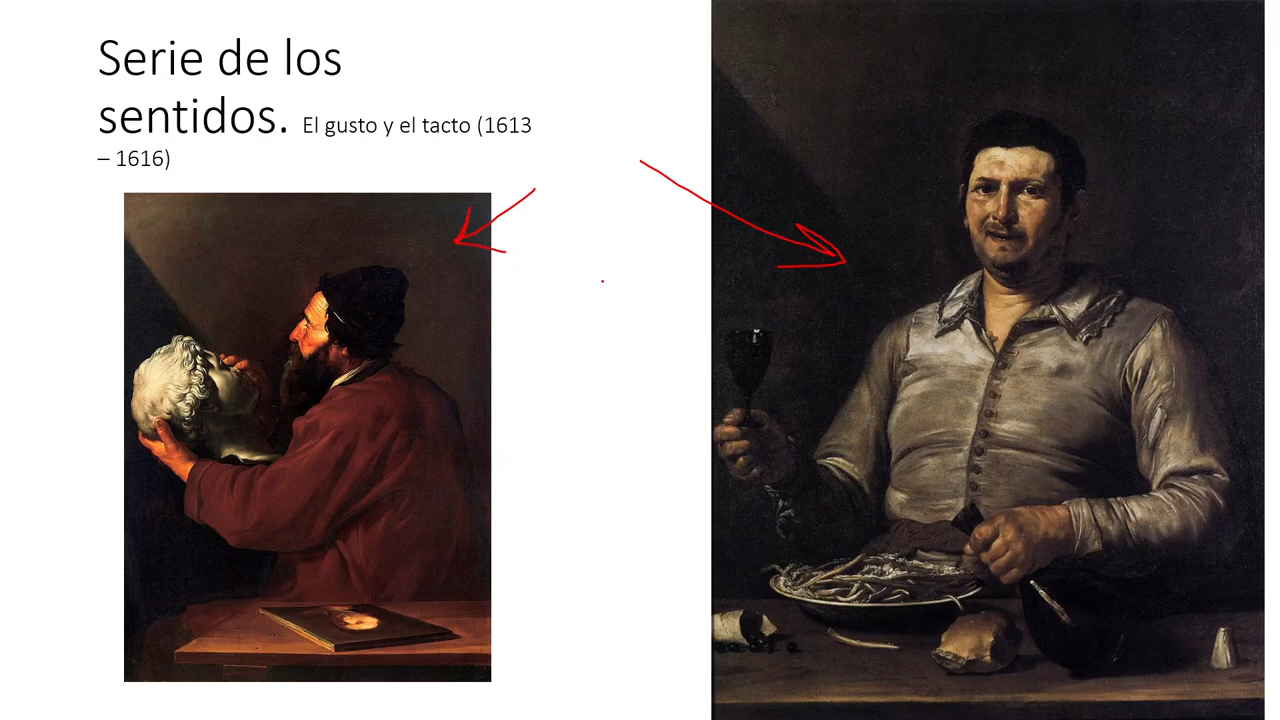 Serie de los
sentidos. El gusto y el tacto (1613
– 1616)